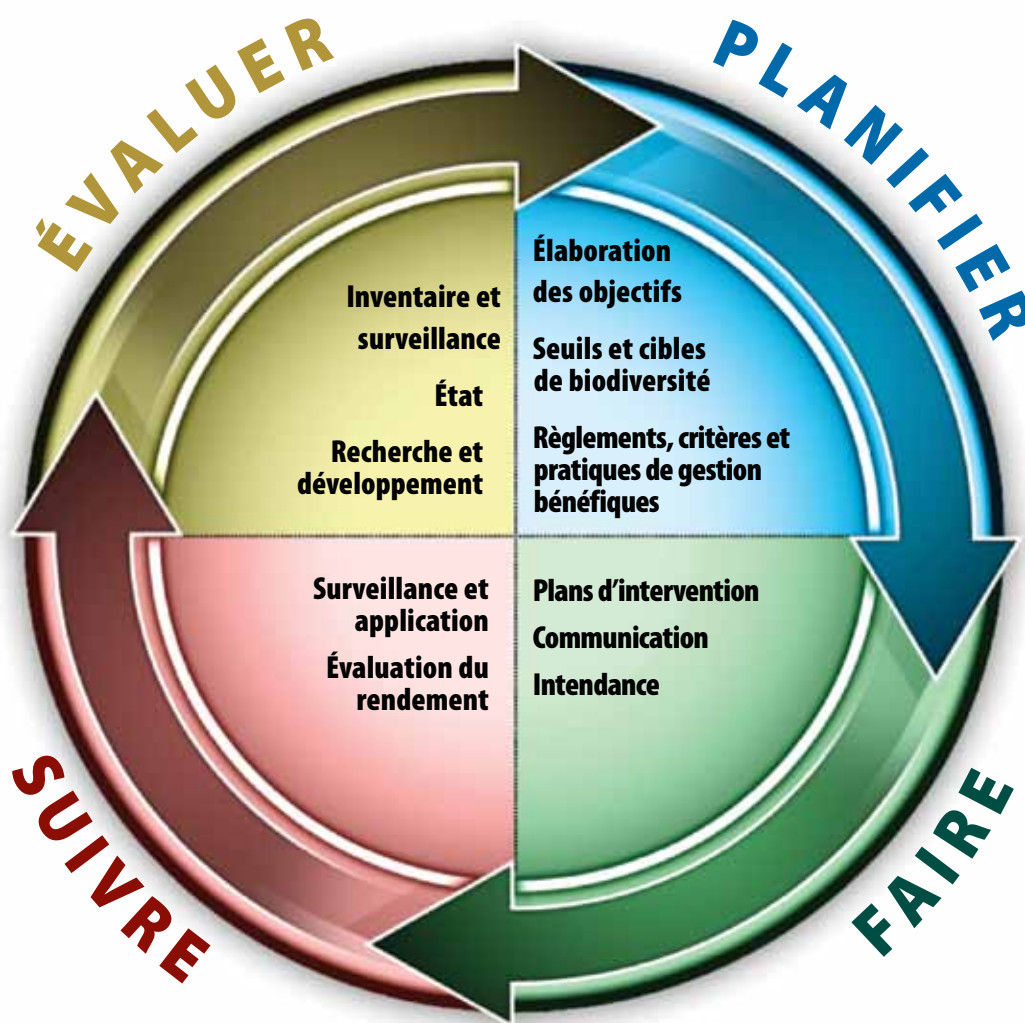 ÉVALUER
Inventaire et
surveillance
État
Recherche et
développement
PLANIFIER
Élaboration
des objectifs
Seuils et cibles
de biodiversité
Règlements, critères et
pratiques de gestion
bénéfiques
FAIRE
Plans d’intervention
Communication
Intendance
SUIVRE
Surveillance et
application
Évaluation du
rendement